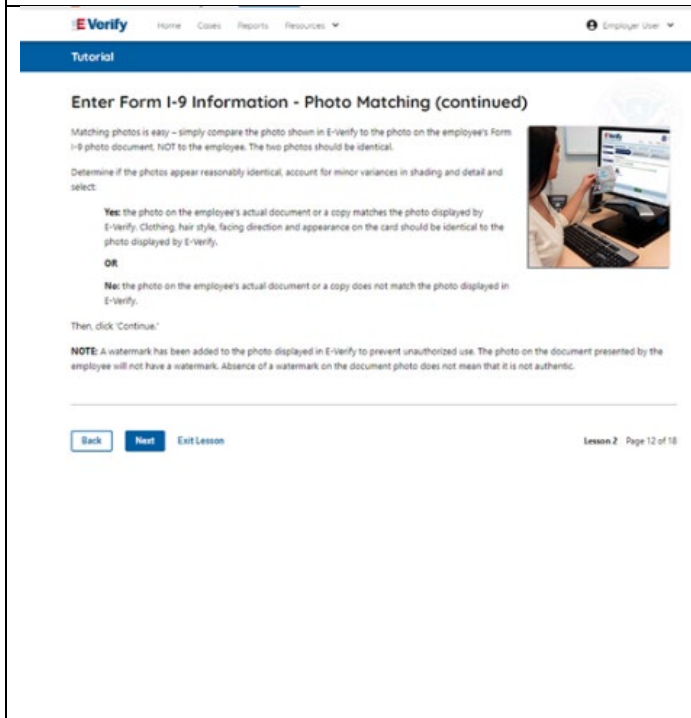 E-Verify Home Cases Reports Resources Employer User
Tutorial
Enter Form I-9 Information - Photo Matching (continued)
Matching photos is easy – simply compare the photo shown in E-Verify to the photo on the employee's Form
I-9 photo document, NOT to the employee. The two photos should be identical.
Determine if the photos appear reasonably identical, account for minor variances in shading and detail and
select:
Yes: the photo on the employee's actual document or a copy matches the photo displayed by
E-Verify. Clothing, hair style, facing direction and appearance on the card should be identical to the
photo displayed by E-Verify.
OR
No: the photo on the employee's actual document or a copy does not match the photo displayed in
E-Verify.
Then, click 'Continue.'
NOTE: A watermark has been added to the photo displayed in E-Verify to prevent unauthorized use. The photo on the document presented by the
employee will not have a watermark. Absence of a watermark on the document photo does not mean that it is not authentic.
Back Next Exit Lesson Lesson 2 Page 12 of 18